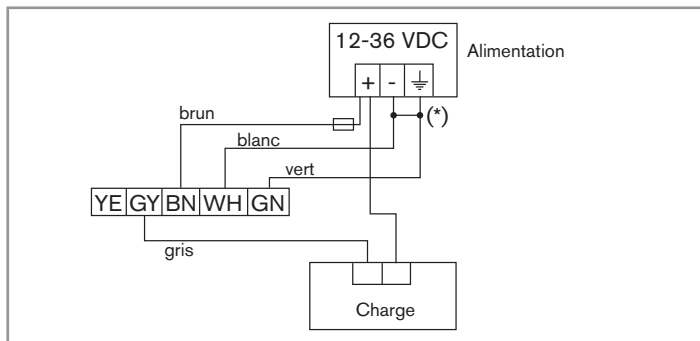 12-36 VDC
Alimentation
+ - ⏚
(*)
brun
blanc
vert
YE GY BN WH GN
gris
Charge